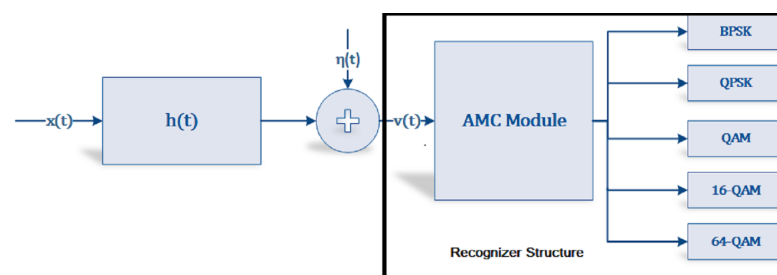 x(t)
h(t)
η(t)
v(t)
AMC Module
BPSK
QPSK
QAM
16-QAM
64-QAM
Recognizer Structure